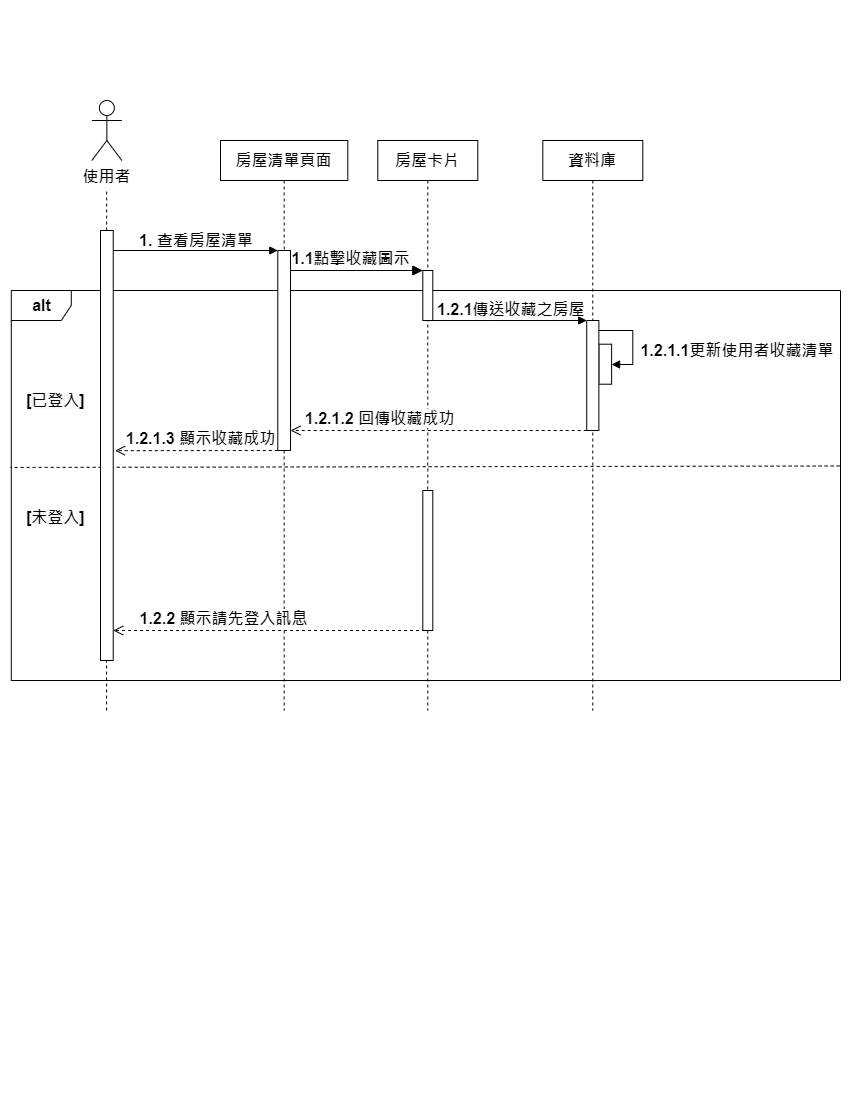 使用者
房屋清單頁面
房屋卡片
資料庫
1. 查看房屋清單
1.1點擊收藏圖示
alt
1.2.1傳送收藏之房屋
1.2.1.1更新使用者收藏清單
[已登入]
1.2.1.2 回傳收藏成功
1.2.1.3 顯示收藏成功
[未登入]
1.2.2 顯示請先登入訊息